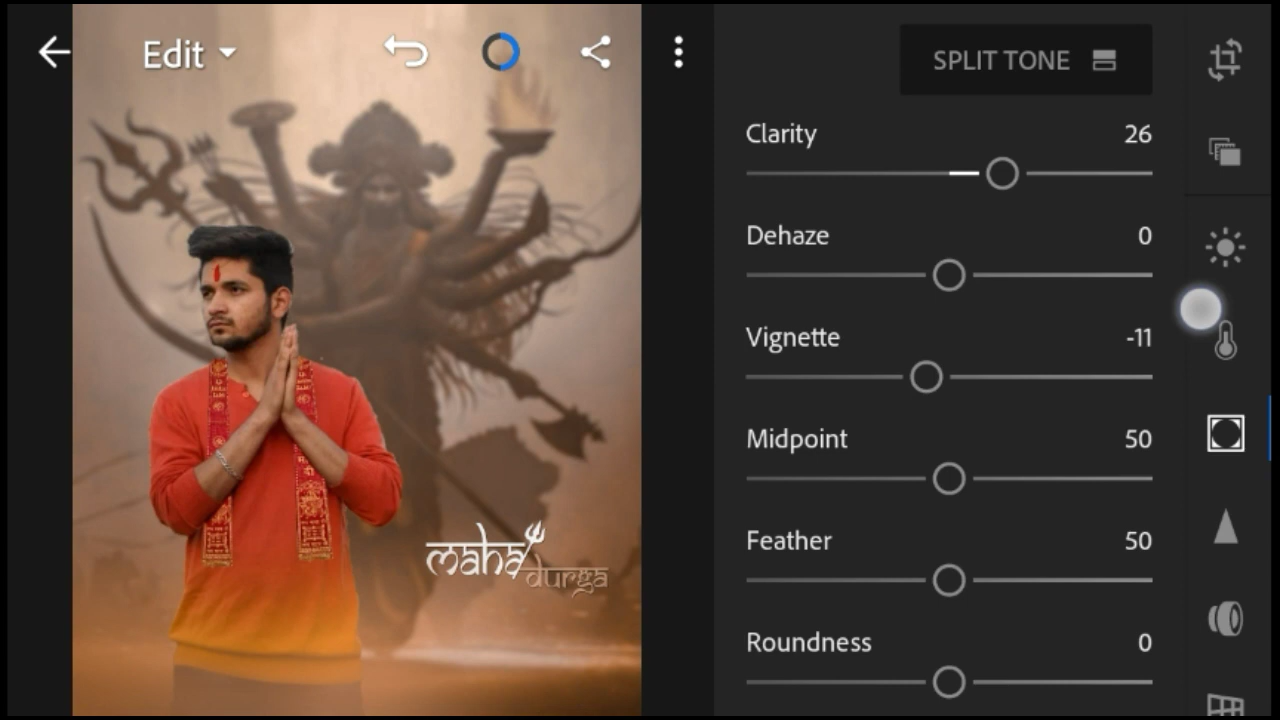 Edit
SPLIT TONE
Clarity 26
Dehaze 0
Vignette -11
Midpoint 50
Feather 50
Roundness 0
maha
durga